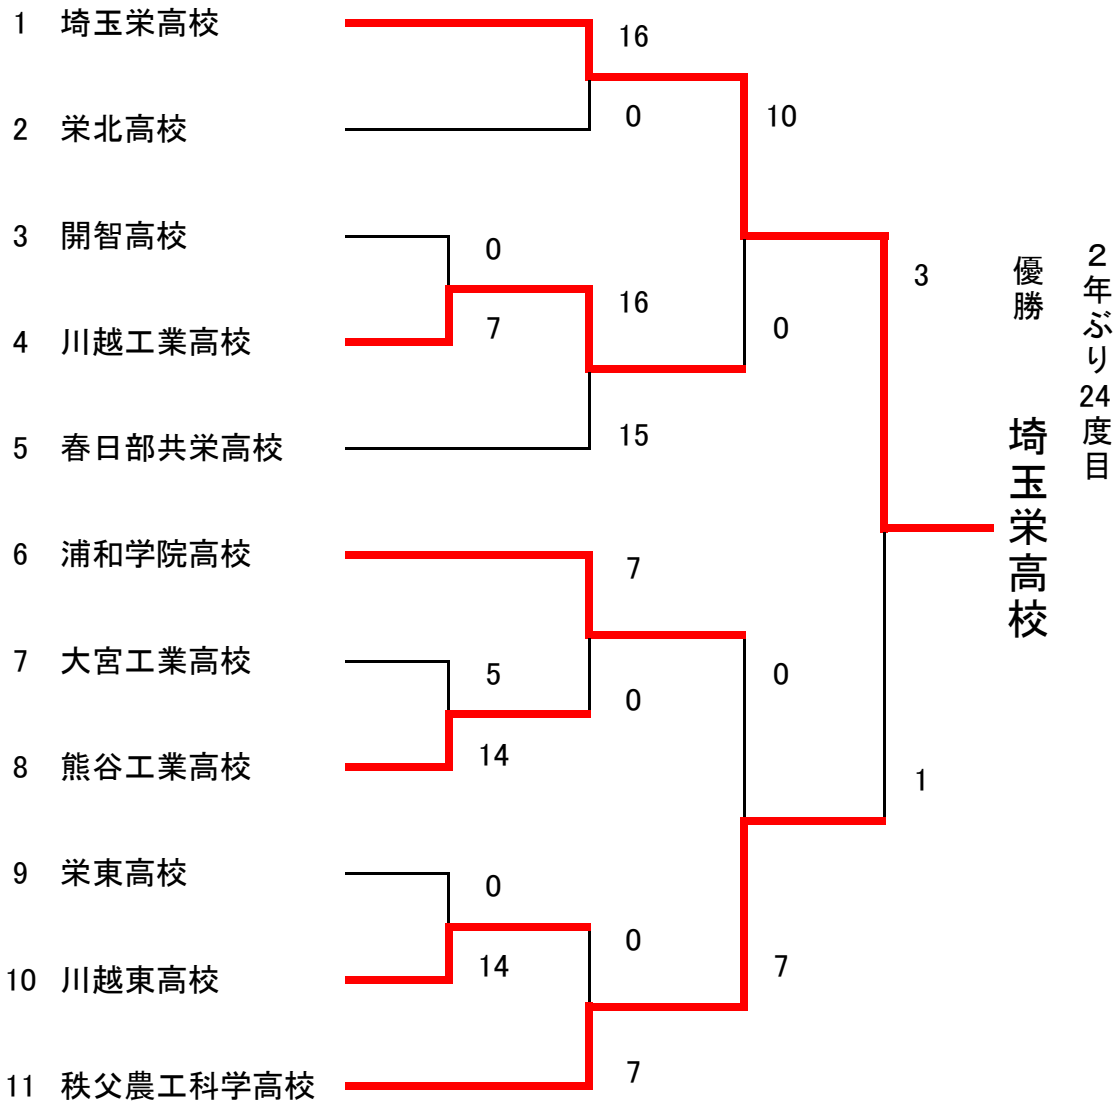 1 埼玉栄高校
16
0
10
2 栄北高校
3 開智高校
0
16
3
4 川越工業高校
7
0
5 春日部共栄高校
15
6 浦和学院高校
7
7 大宮工業高校
5
0
0
8 熊谷工業高校
14
1
9 栄東高校
0
0
10 川越東高校
14
7
11 秩父農工科学高校
7
2年ぶり24度目
優勝 埼玉栄高校